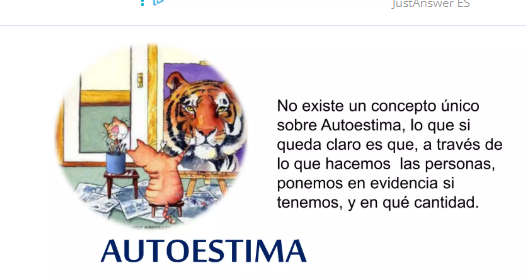 JustAnswer ES
No existe un concepto único
sobre Autoestima, lo que si
queda claro es que, a través de
lo que hacemos las personas,
ponemos en evidencia si
tenemos, y en qué cantidad.
AUTOESTIMA